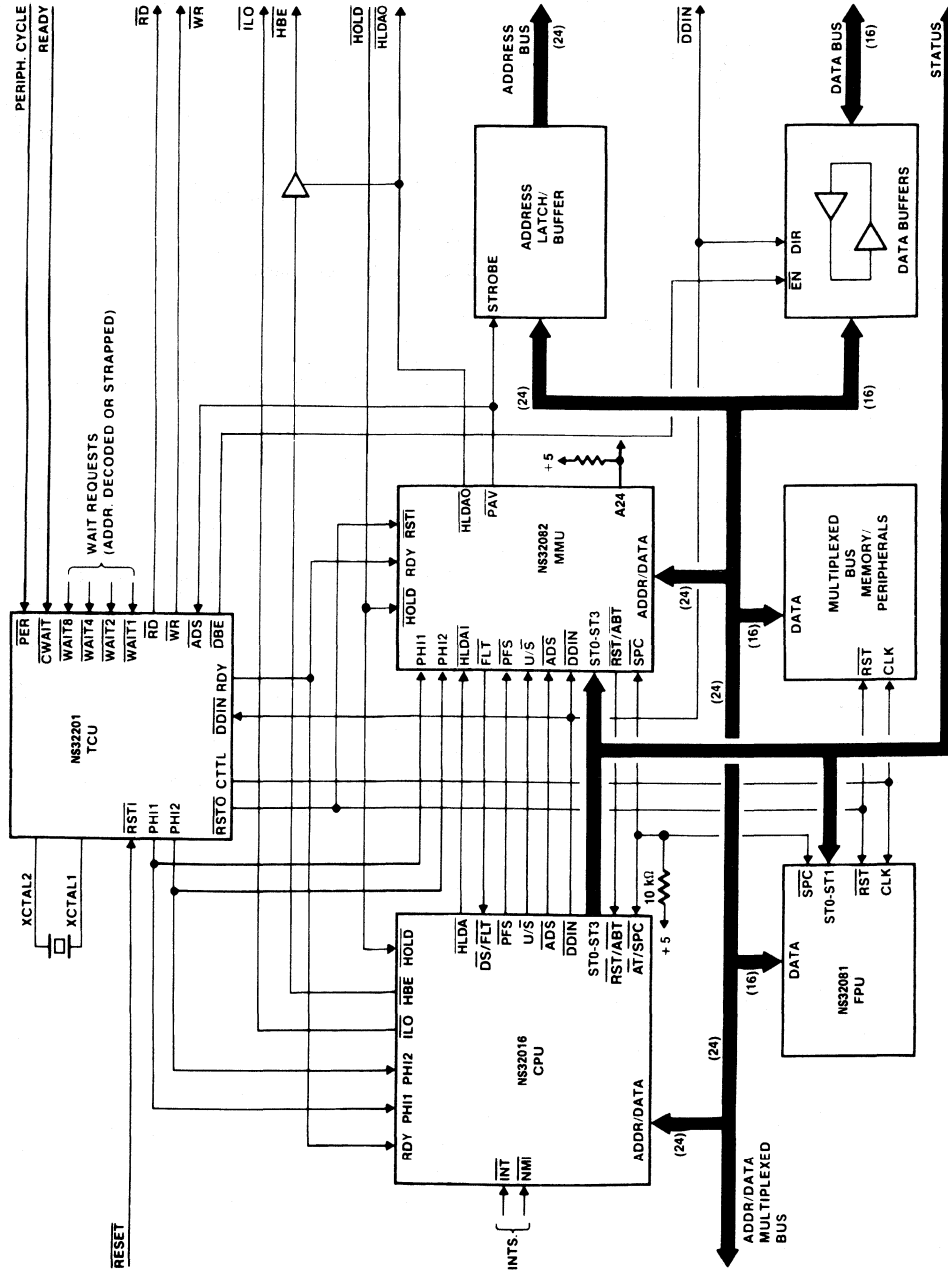 PERIPH. CYCLE
READY
RD
WR
ILO
HBE
HOLD
HLDAO
ADDRESS
BUS
(24)
DDIN
DATA BUS
(16)
STATUS
WAIT REQUESTS
(ADDR. DECODED OR STRAPPED)
XCTAL2
XCTAL1
NS32201
TCU
PER
CWAIT
WAIT8
WAIT4
WAIT2
WAIT1
RD
WR
ADS
DBE
RSTI
PHI1
PHI2
RSTO
CTTL
DDIN
RDY
RESET
ADDRESS
LATCH/
BUFFER
STROBE
EN
DIR
DATA BUFFERS
(24)
(16)
+5
NS32082
MMU
HOLD
RDY
RSTI
HLDAO
PAV
A24
PHI1
PHI2
HLDAI
FLT
PFS
U/S
ADS
DDIN
ST0-ST3
RST/ABT
SPC
ADDR/DATA
(24)
NS32016
CPU
RDY
PHI1
PHI2
ILO
HBE
HOLD
HLDA
DS/FLT
PFS
U/S
ADS
DDIN
ST0-ST3
RST/ABT
AT/SPC
ADDR/DATA
(24)
INT
NMI
INTS.
10 kΩ
+5
(24)
(24)
ADDR/DATA
MULTIPLEXED
BUS
(16)
DATA
MULTIPLEXED
BUS
MEMORY/
PERIPHERALS
RST
CLK
(16)
DATA
NS32081
FPU
SPC
ST0-ST1
RST
CLK